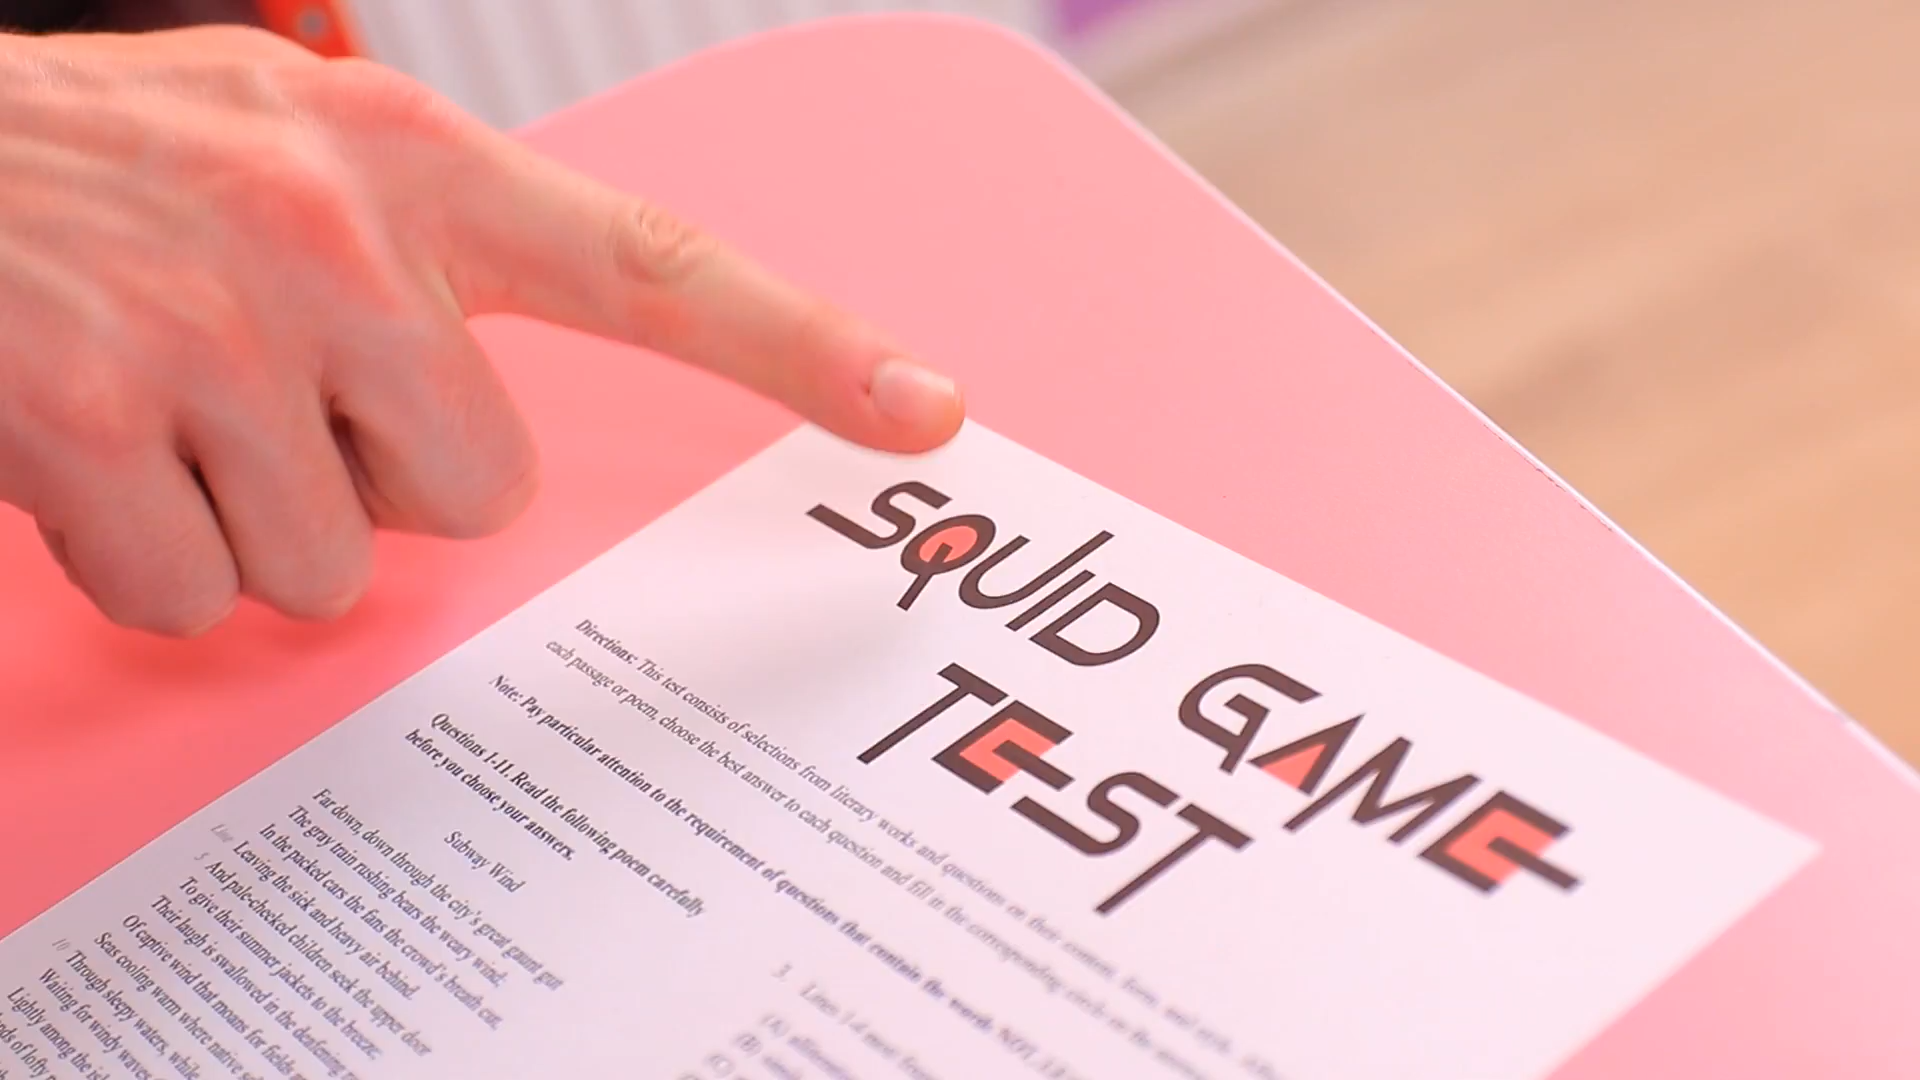 SQUID GAME
TEST
Directions: This test consists of selections from literary works and questions on their content, form, and style. After
each passage or poem, choose the best answer to each question and fill in the corresponding circle on the answer
Note: Pay particular attention to the requirement of questions that contain the words NOT,
Questions 1-11. Read the following poem carefully
before you choose your answers.
Subway Wind
Far down, down through the city's great gaunt gut
The gray train rushing bears the weary wind;
In the packed cars the fans the crowd's breath cut,
Line Leaving the sick and heavy air behind.
5 And pale-cheeked children seek the upper door
To give their summer jackets to the breeze;
Their laugh is swallowed in the deafening
Of captive wind that moans for fields
Seas cooling warm where native
10 Through sleepy waters, while
Waiting for windy waves
Lightly among the
of lofty
3. Lines 1-4 most
(A)
(B)
(C)